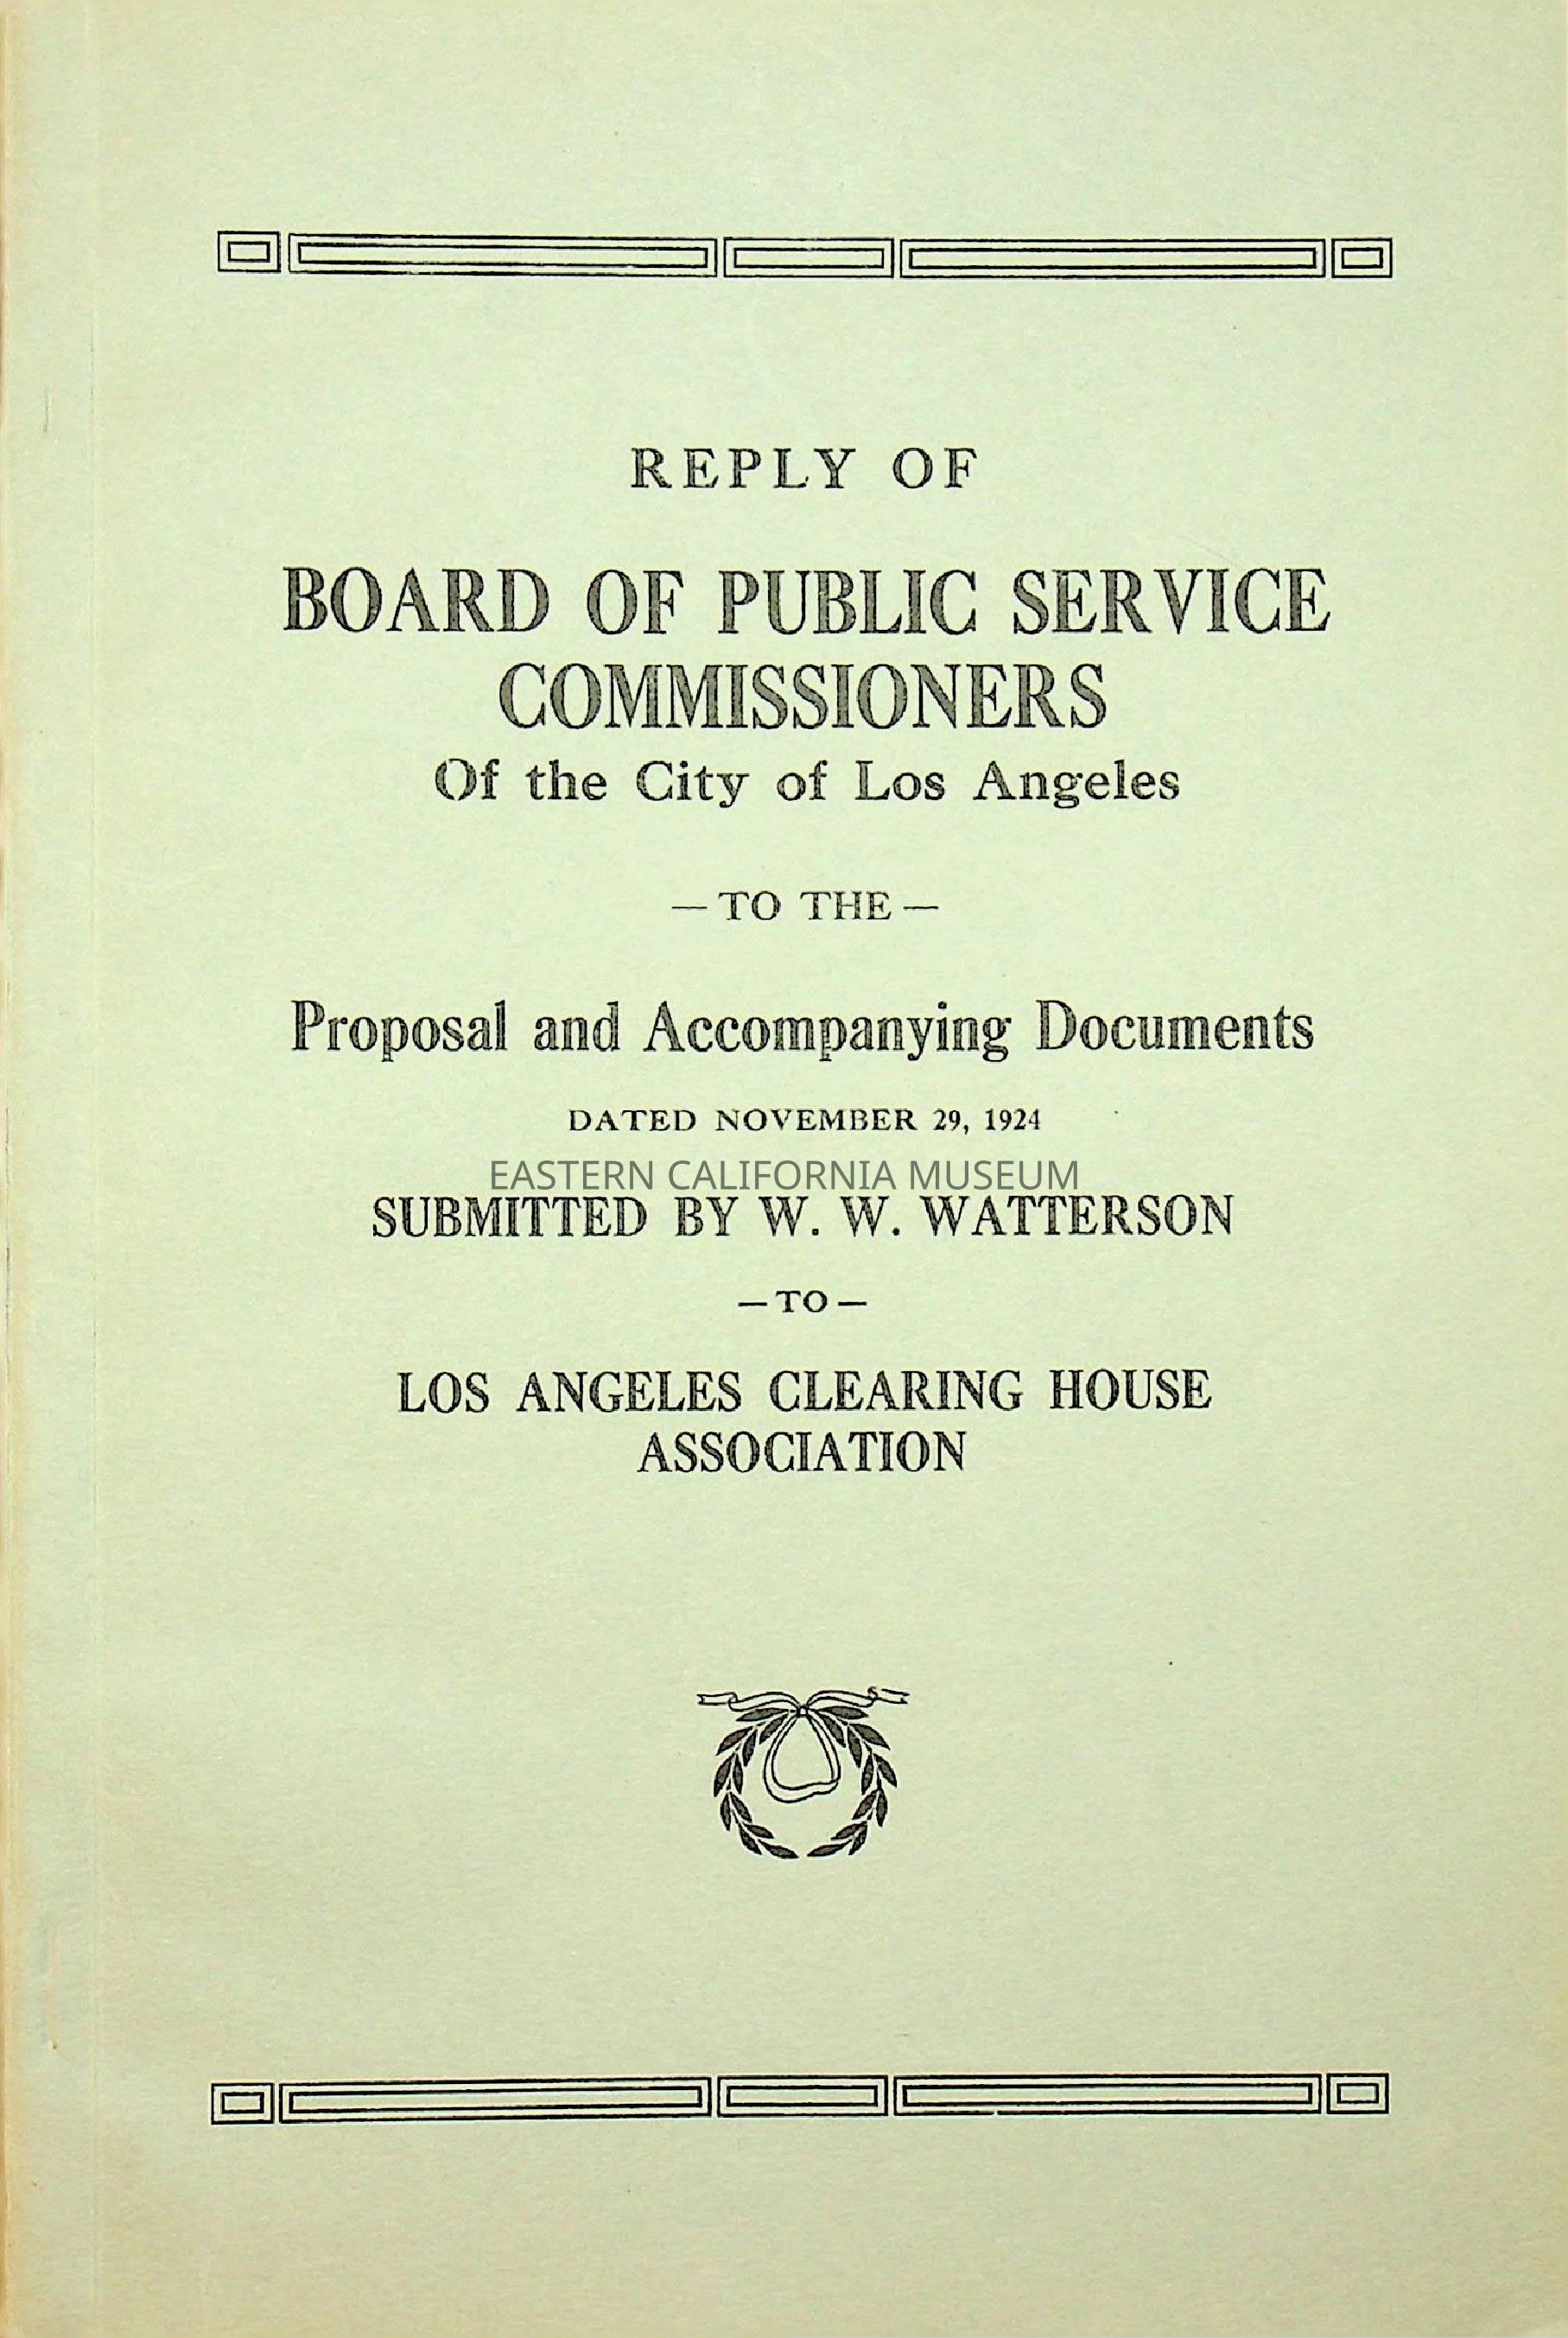 REPLY OF
BOARD OF PUBLIC SERVICE
COMMISSIONERS
Of the City of Los Angeles
— TO THE —
Proposal and Accompanying Documents
DATED NOVEMBER 29, 1924
EASTERN CALIFORNIA MUSEUM
SUBMITTED BY W. W. WATTERSON
— TO —
LOS ANGELES CLEARING HOUSE
ASSOCIATION